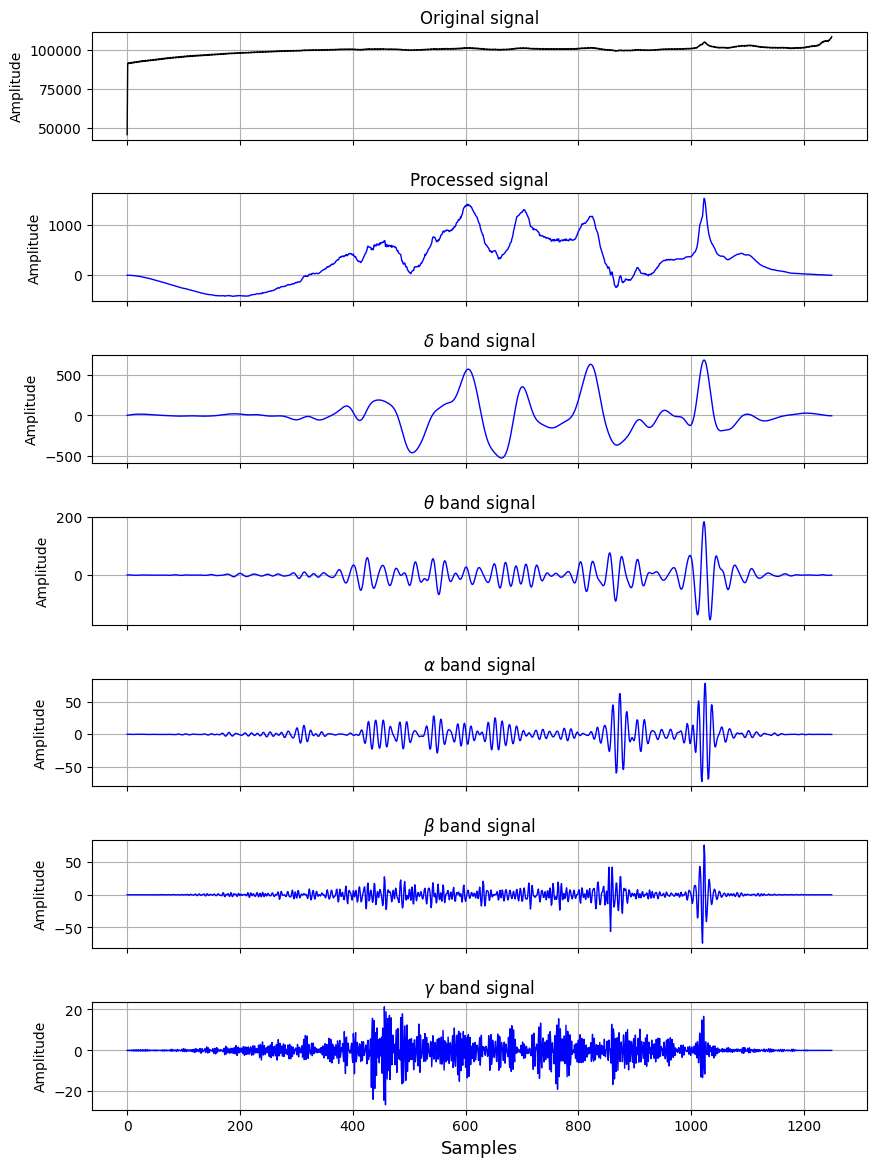 Original signal
100000
75000
50000
Amplitude
Processed signal
1000
0
Amplitude
δ band signal
500
0
−500
Amplitude
θ band signal
200
0
Amplitude
α band signal
50
0
−50
Amplitude
β band signal
50
0
−50
Amplitude
γ band signal
20
0
−20
Amplitude
0 200 400 600 800 1000 1200
Samples